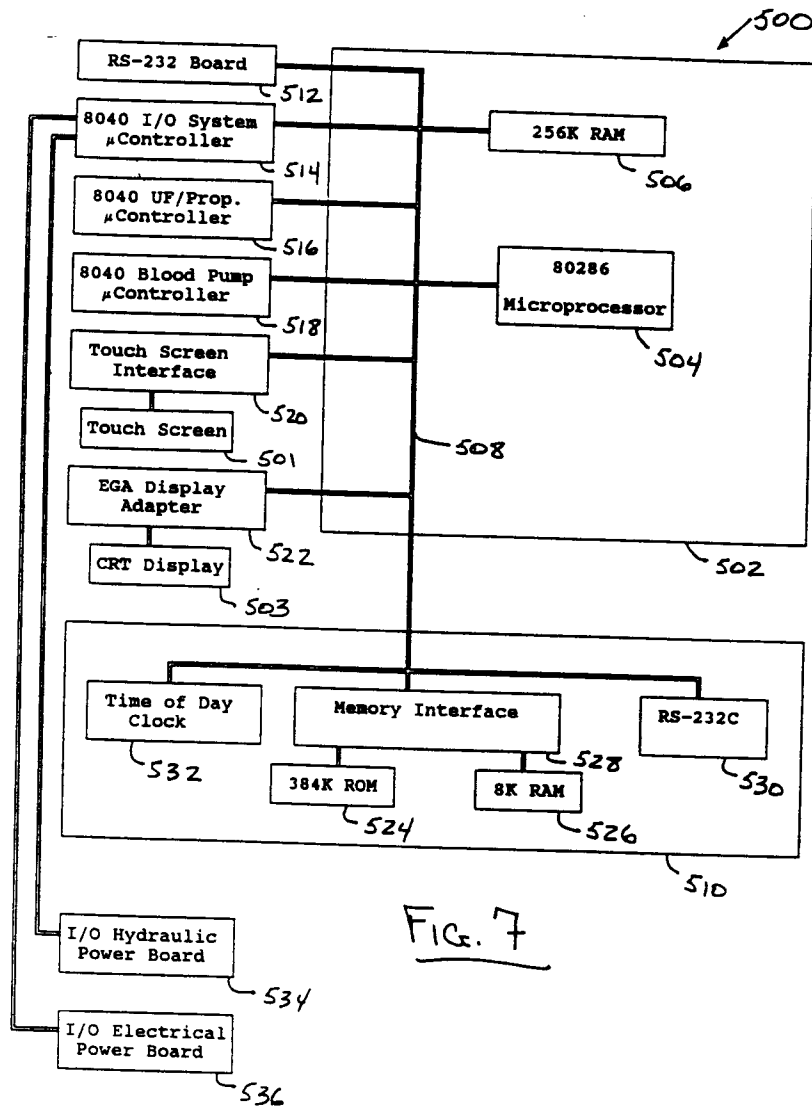 500
RS-232 Board
512
8040 I/O System
μController
514
256K RAM
506
8040 UF/Prop.
μController
516
8040 Blood Pump
μController
518
80286
Microprocessor
504
Touch Screen
Interface
520
Touch Screen
501
508
EGA Display
Adapter
522
CRT Display
503
502
Time of Day
Clock
532
Memory Interface
528
RS-232C
530
384K ROM
524
8K RAM
526
510
FIG. 7
I/O Hydraulic
Power Board
534
I/O Electrical
Power Board
536